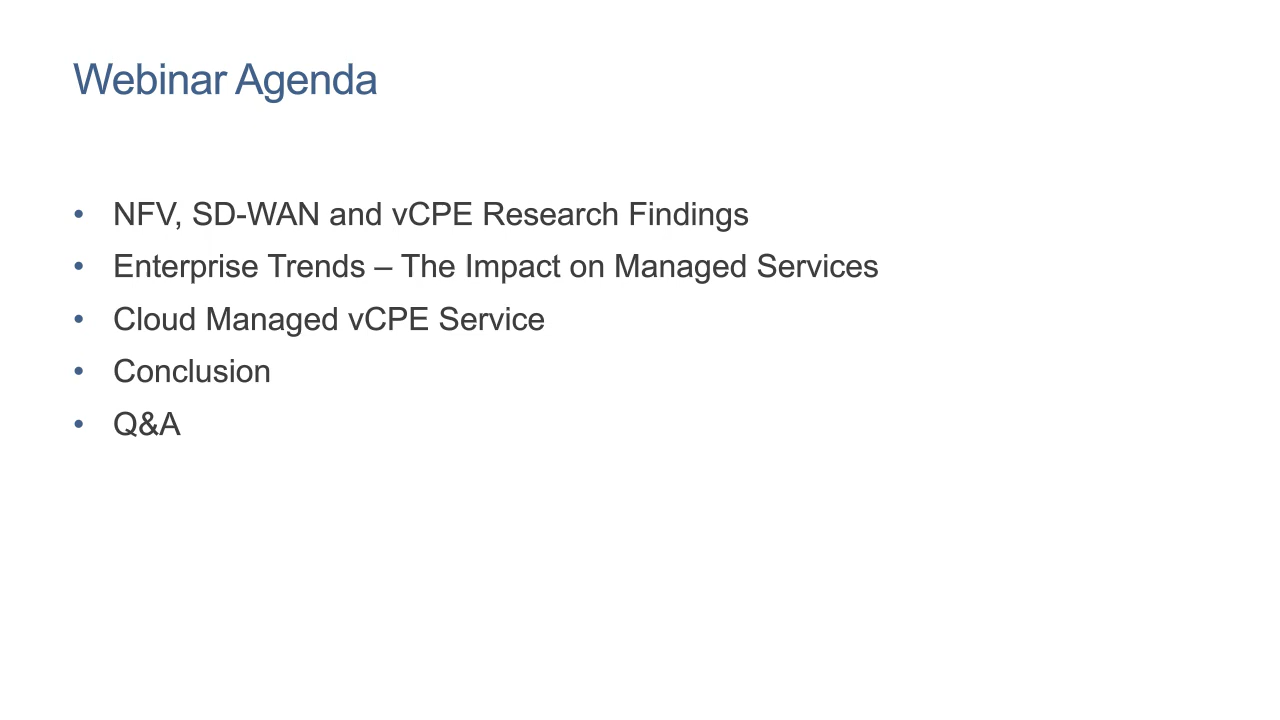 Webinar Agenda
• NFV, SD-WAN and vCPE Research Findings
• Enterprise Trends – The Impact on Managed Services
• Cloud Managed vCPE Service
• Conclusion
• Q&A